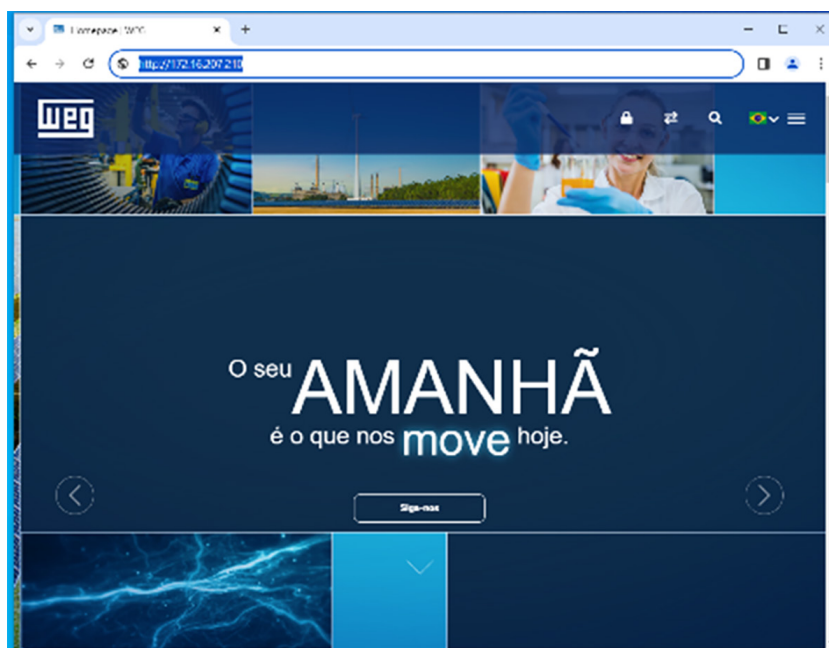 Homepage | WEG
http://172.16.207.210
weg
O seu AMANHÃ
é o que nos move hoje.
Siga-nos